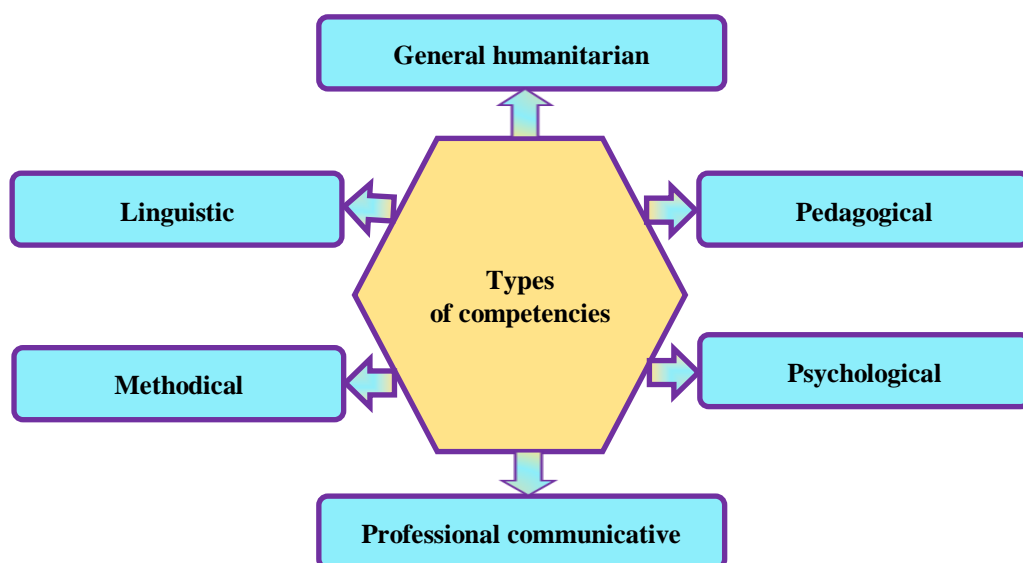 General humanitarian
Linguistic
Pedagogical
Types
of competencies
Methodical
Psychological
Professional communicative